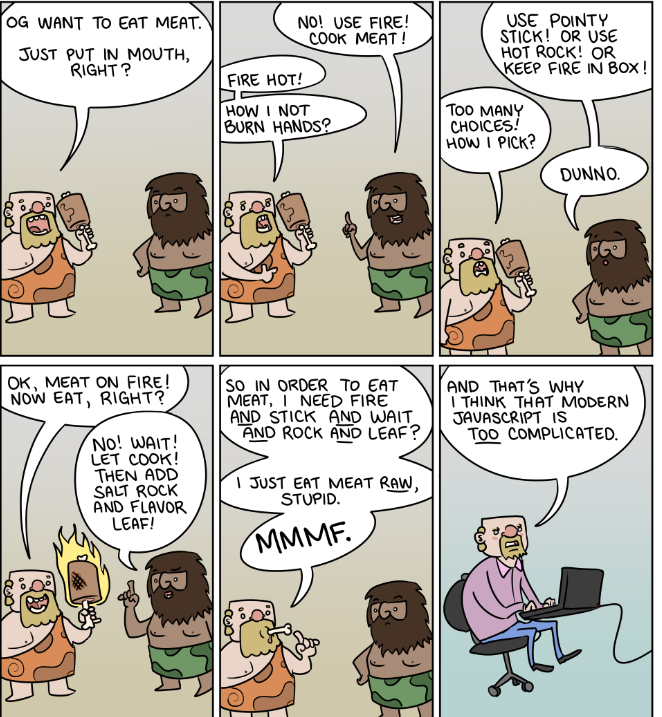 OG WANT TO EAT MEAT.
JUST PUT IN MOUTH,
RIGHT?
NO! USE FIRE!
COOK MEAT!
FIRE HOT!
HOW I NOT
BURN HANDS?
USE POINTY
STICK! OR USE
HOT ROCK! OR
KEEP FIRE IN BOX!
TOO MANY
CHOICES!
HOW I PICK?
DUNNO.
OK, MEAT ON FIRE!
NOW EAT, RIGHT?
NO! WAIT!
LET COOK!
THEN ADD
SALT ROCK
AND FLAVOR
LEAF!
SO IN ORDER TO EAT
MEAT, I NEED FIRE
AND STICK AND WAIT
AND ROCK AND LEAF?
I JUST EAT MEAT RAW,
STUPID.
MMMF.
AND THAT'S WHY
I THINK THAT MODERN
JAVASCRIPT IS
TOO COMPLICATED.